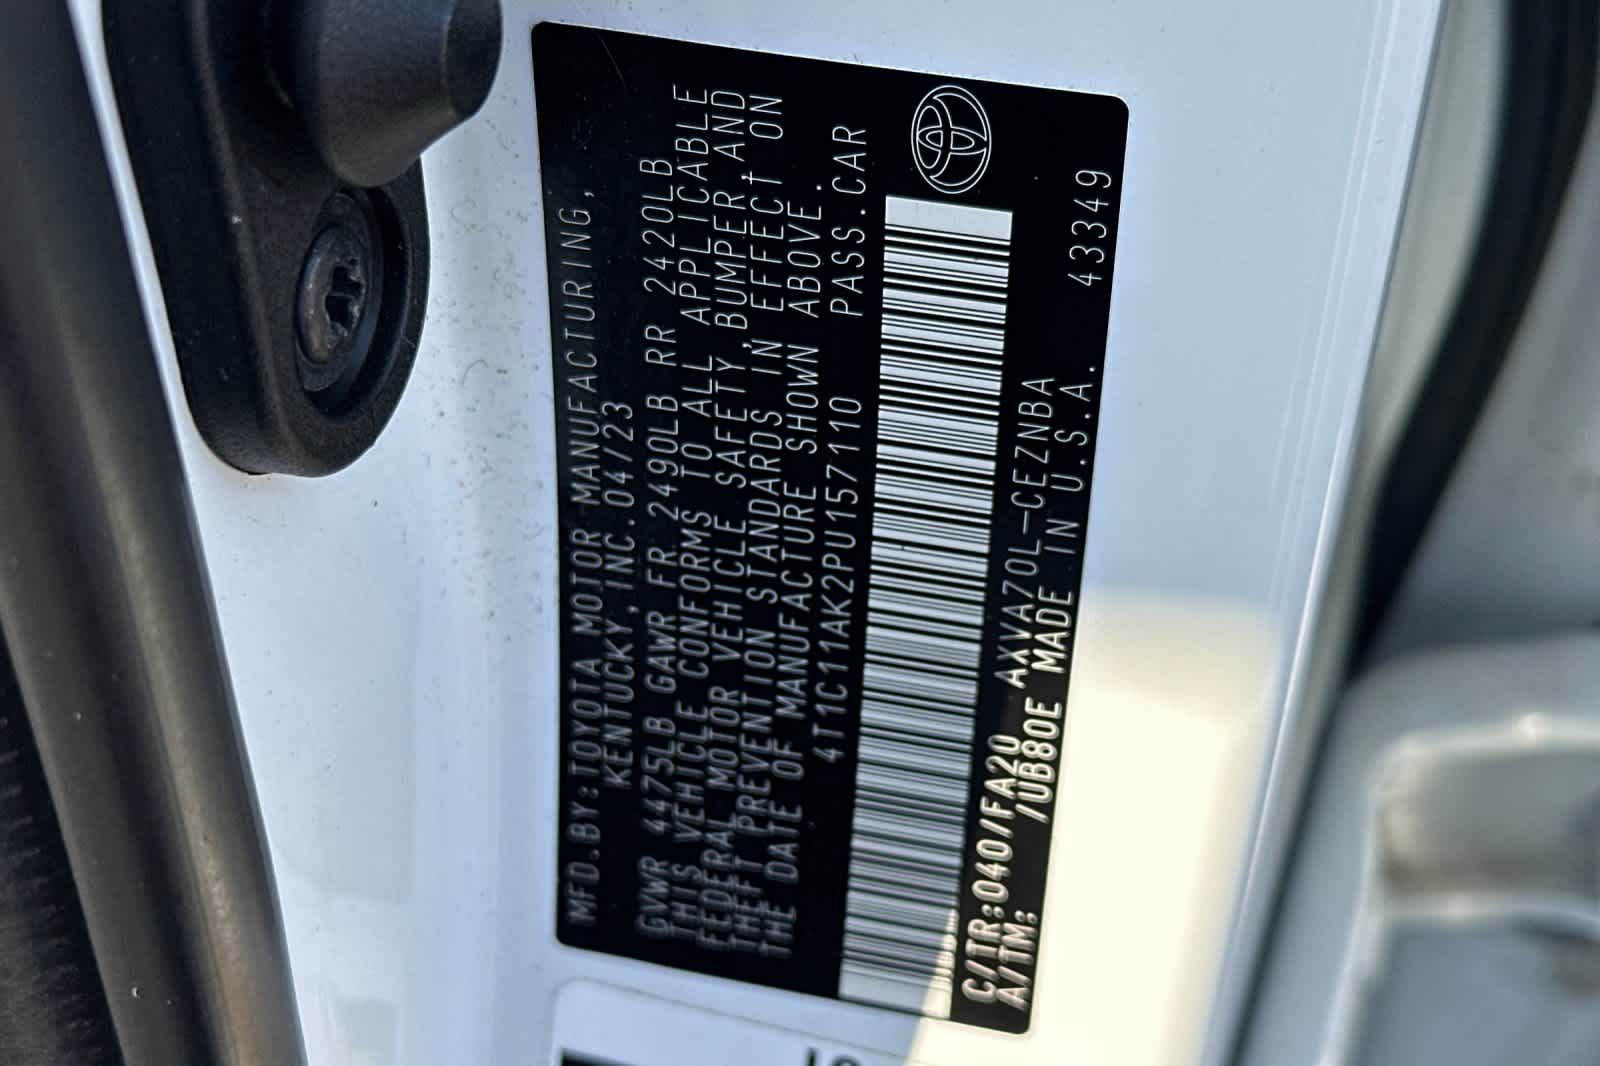 MFD.BY:TOYOTA MOTOR MANUFACTURING,
KENTUCKY,INC.04/23
GVWR 4475LB GAWR FR 2490LB RR 2420LB
THIS VEHICLE CONFORMS TO ALL APPLICABLE
FEDERAL MOTOR VEHICLE SAFETY,BUMPER,AND
THEFT PREVENTION STANDARDS IN EFFECT ON
THE DATE OF MANUFACTURE SHOWN ABOVE.
4T1C11AK2PU157110 PASS.CAR
C/TR:040/FA20 AXVA70L-CEZNBA
A/TM: /UB80E MADE IN U.S.A. 43349